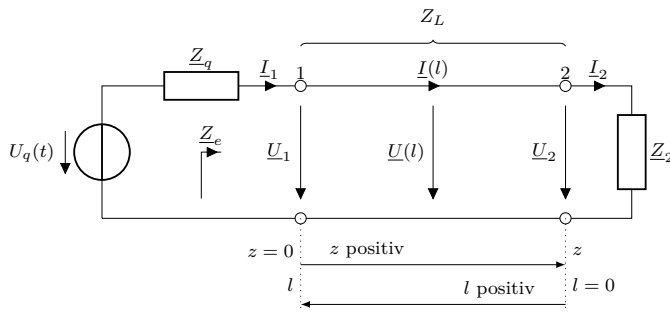 Z_L
Z_q I_1 1 I(l) 2 I_2
U_q(t) Z_e U_1 U(l) U_2 Z_2
z = 0 z positiv z
l l positiv l = 0